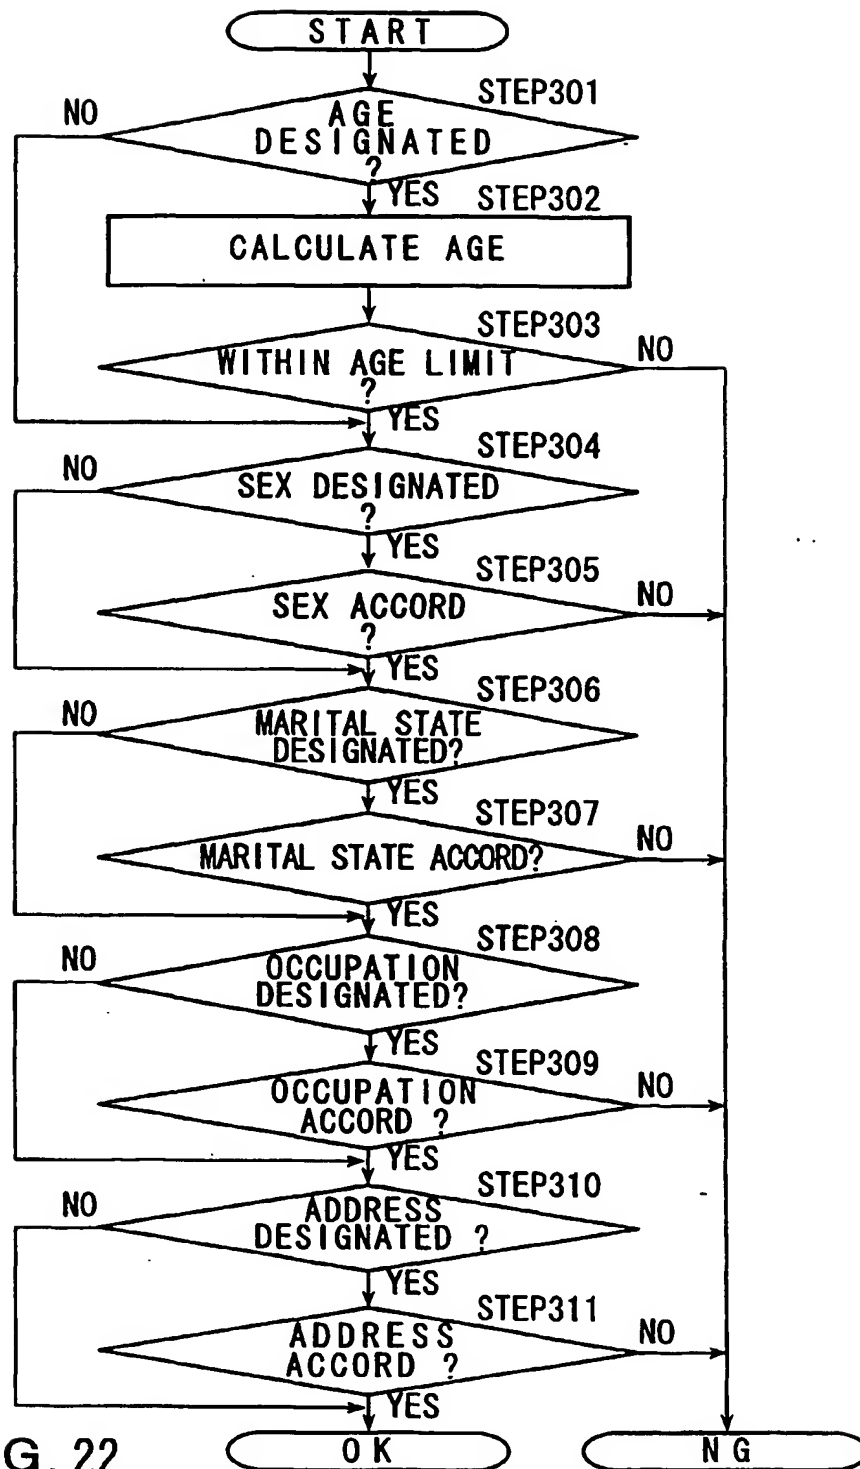 START
STEP301
NO
AGE
DESIGNATED
?
YES
STEP302
CALCULATE AGE
STEP303
NO
WITHIN AGE LIMIT
?
YES
STEP304
NO
SEX DESIGNATED
?
YES
STEP305
NO
SEX ACCORD
?
YES
STEP306
NO
MARITAL STATE
DESIGNATED?
YES
STEP307
NO
MARITAL STATE ACCORD?
YES
STEP308
NO
OCCUPATION
DESIGNATED?
YES
STEP309
NO
OCCUPATION
ACCORD ?
YES
STEP310
NO
ADDRESS
DESIGNATED ?
YES
STEP311
NO
ADDRESS
ACCORD ?
YES
G. 22
OK
NG